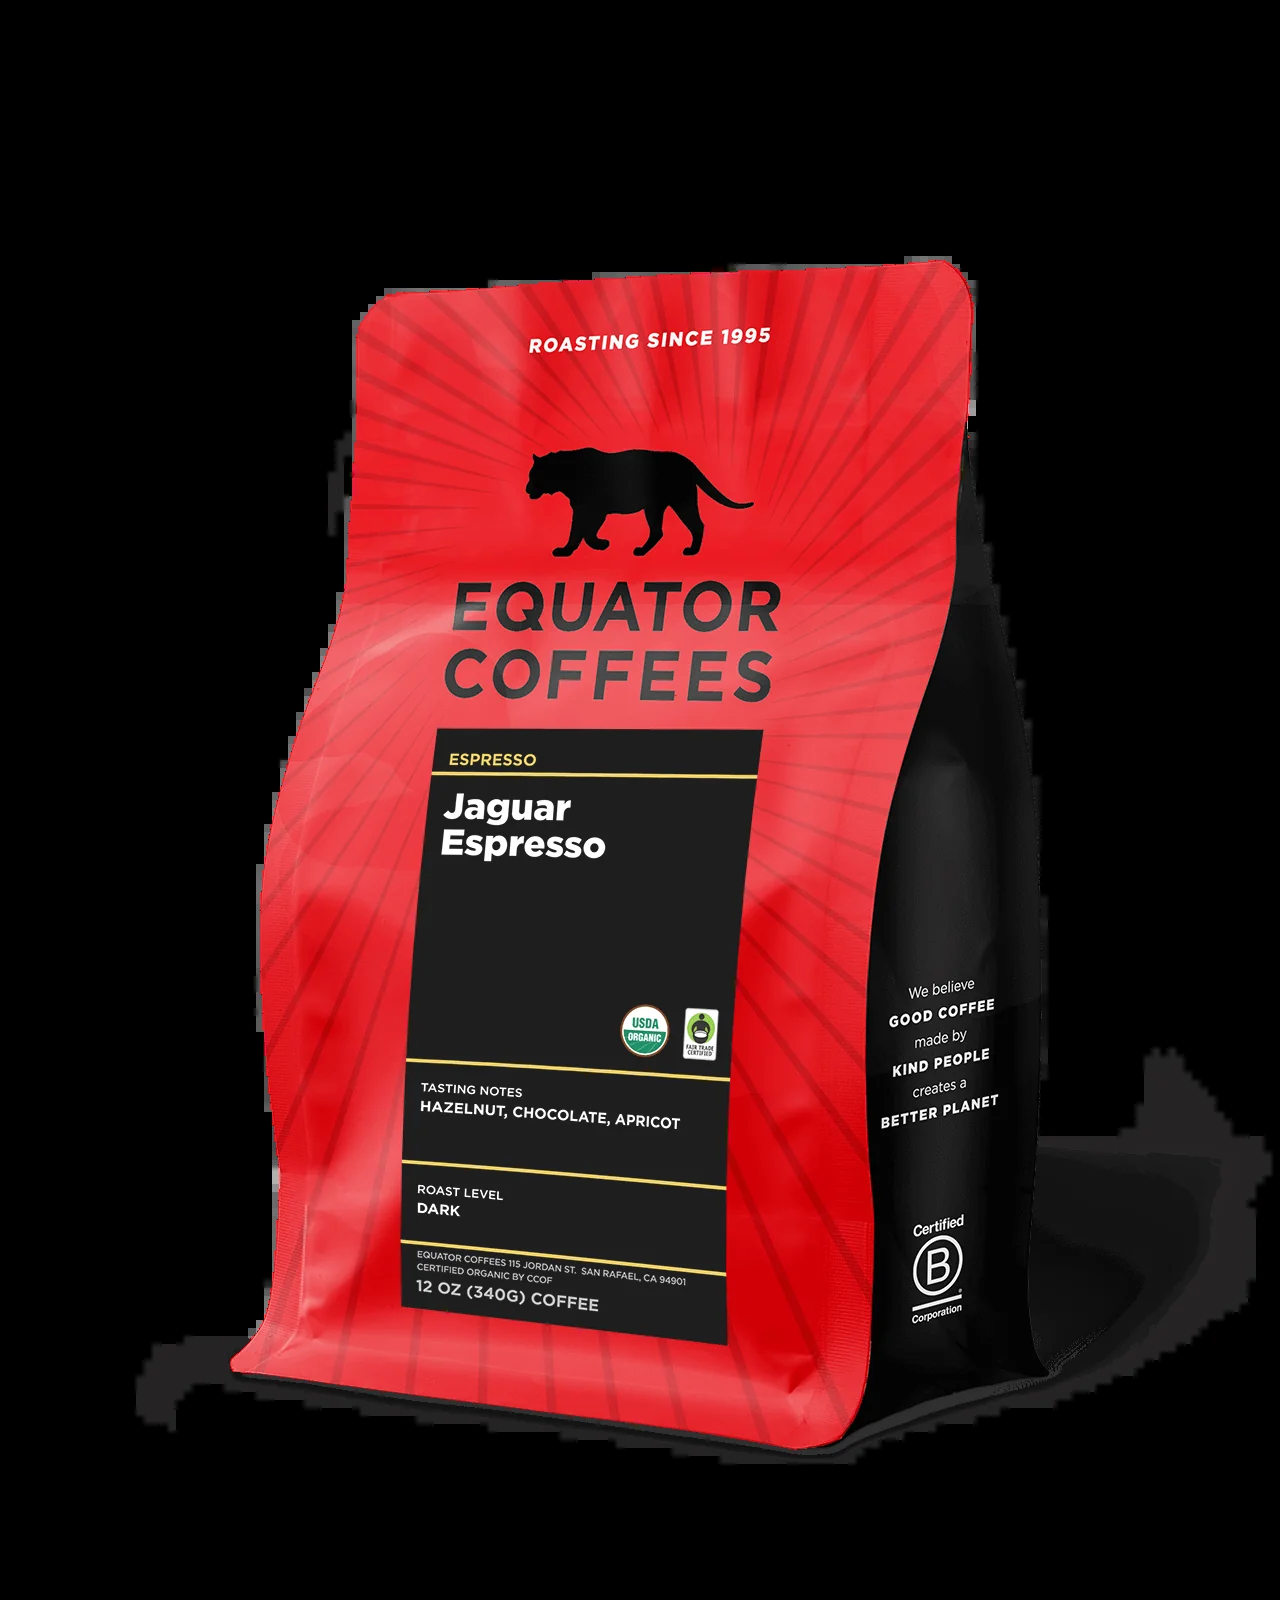 ROASTING SINCE 1995
EQUATOR
COFFEES
ESPRESSO
Jaguar
Espresso
USDA
ORGANIC
FAIR TRADE
CERTIFIED
TASTING NOTES
HAZELNUT, CHOCOLATE, APRICOT
ROAST LEVEL
DARK
EQUATOR COFFEES 115 JORDAN ST. SAN RAFAEL, CA 94901
CERTIFIED ORGANIC BY CCOF
12 OZ (340G) COFFEE
We believe
GOOD COFFEE
made by
KIND PEOPLE
creates a
BETTER PLANET
Certified
B
®
Corporation